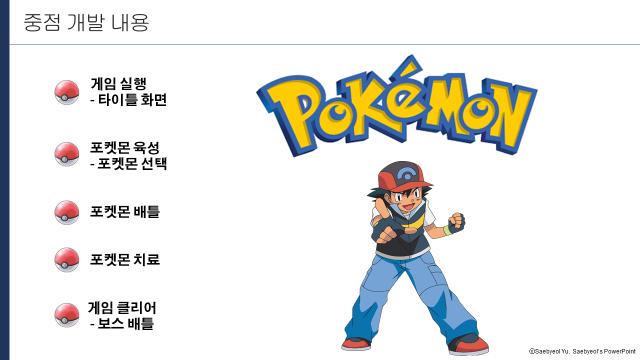 중점 개발 내용
게임 실행
- 타이틀 화면
포켓몬 육성
- 포켓몬 선택
포켓몬 배틀
포켓몬 치료
게임 클리어
- 보스 배틀
POKéMON
ⓒSaebyeol Yu. Saebyeol's PowerPoint